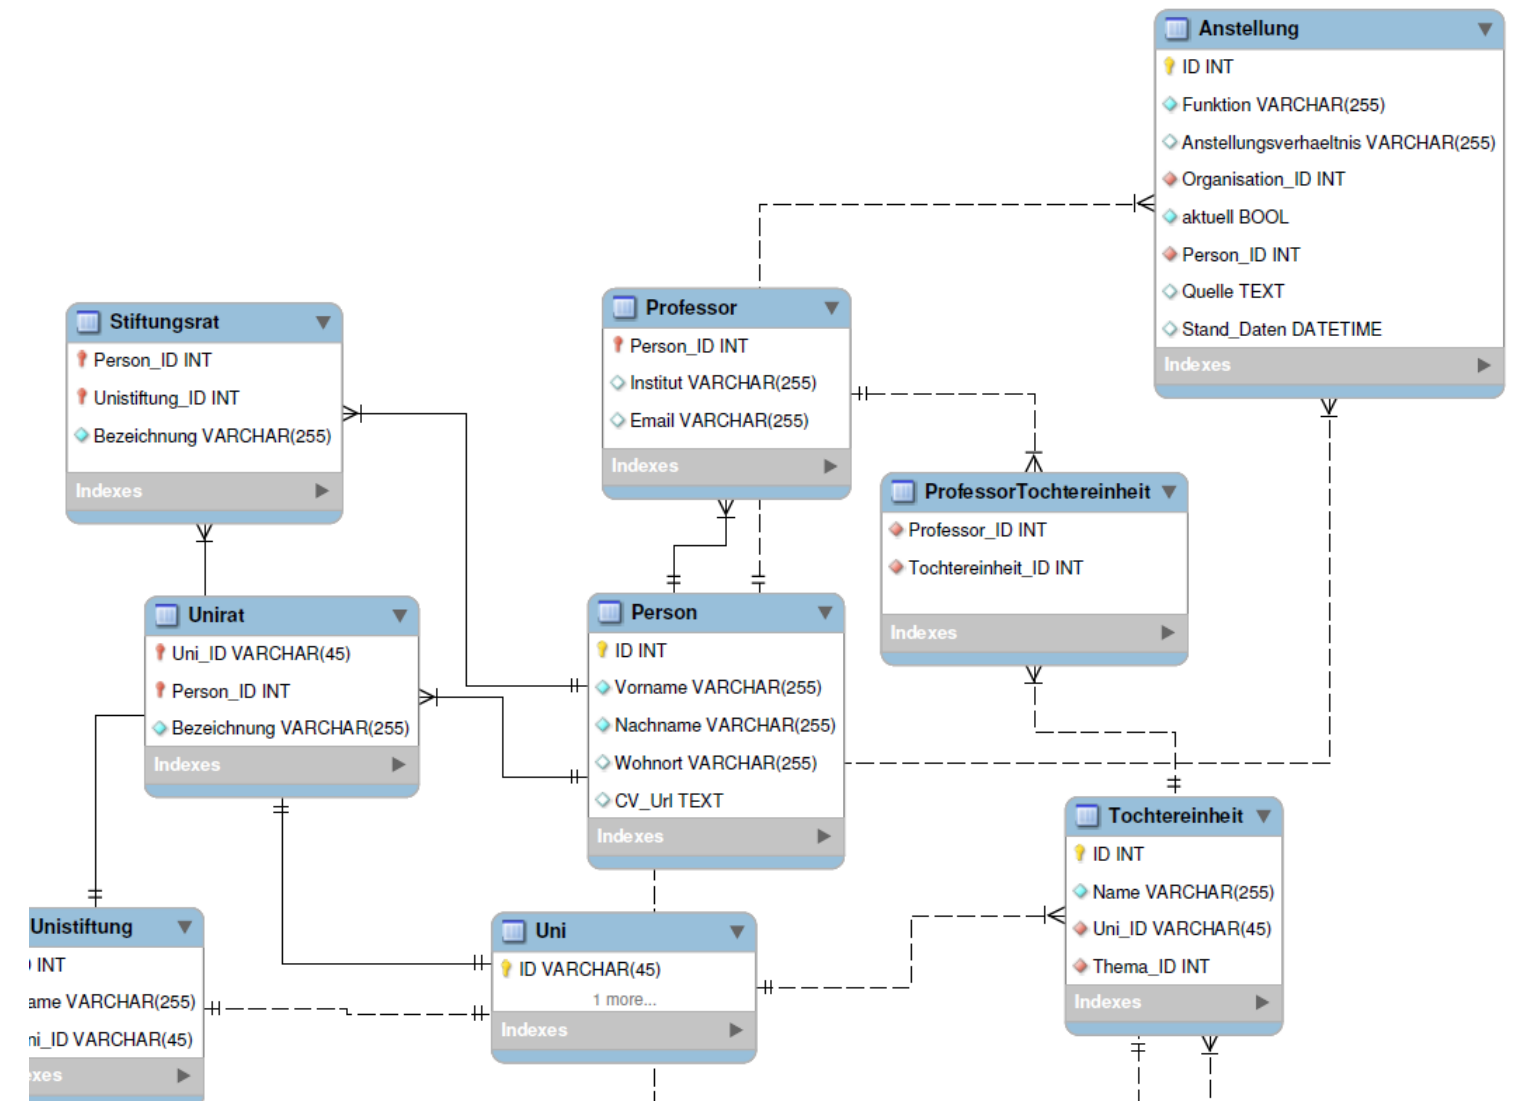 Anstellung
ID INT
Funktion VARCHAR(255)
Anstellungsverhaeltnis VARCHAR(255)
Organisation_ID INT
aktuell BOOL
Person_ID INT
Quelle TEXT
Stand_Daten DATETIME
Indexes
Stiftungsrat
Person_ID INT
Unistiftung_ID INT
Bezeichnung VARCHAR(255)
Indexes
Professor
Person_ID INT
Institut VARCHAR(255)
Email VARCHAR(255)
Indexes
ProfessorTochtereinheit
Professor_ID INT
Tochtereinheit_ID INT
Indexes
Unirat
Uni_ID VARCHAR(45)
Person_ID INT
Bezeichnung VARCHAR(255)
Indexes
Person
ID INT
Vorname VARCHAR(255)
Nachname VARCHAR(255)
Wohnort VARCHAR(255)
CV_Url TEXT
Indexes
Tochtereinheit
ID INT
Name VARCHAR(255)
Uni_ID VARCHAR(45)
Thema_ID INT
Indexes
Unistiftung
INT
ame VARCHAR(255)
ni_ID VARCHAR(45)
exes
Uni
ID VARCHAR(45)
1 more...
Indexes